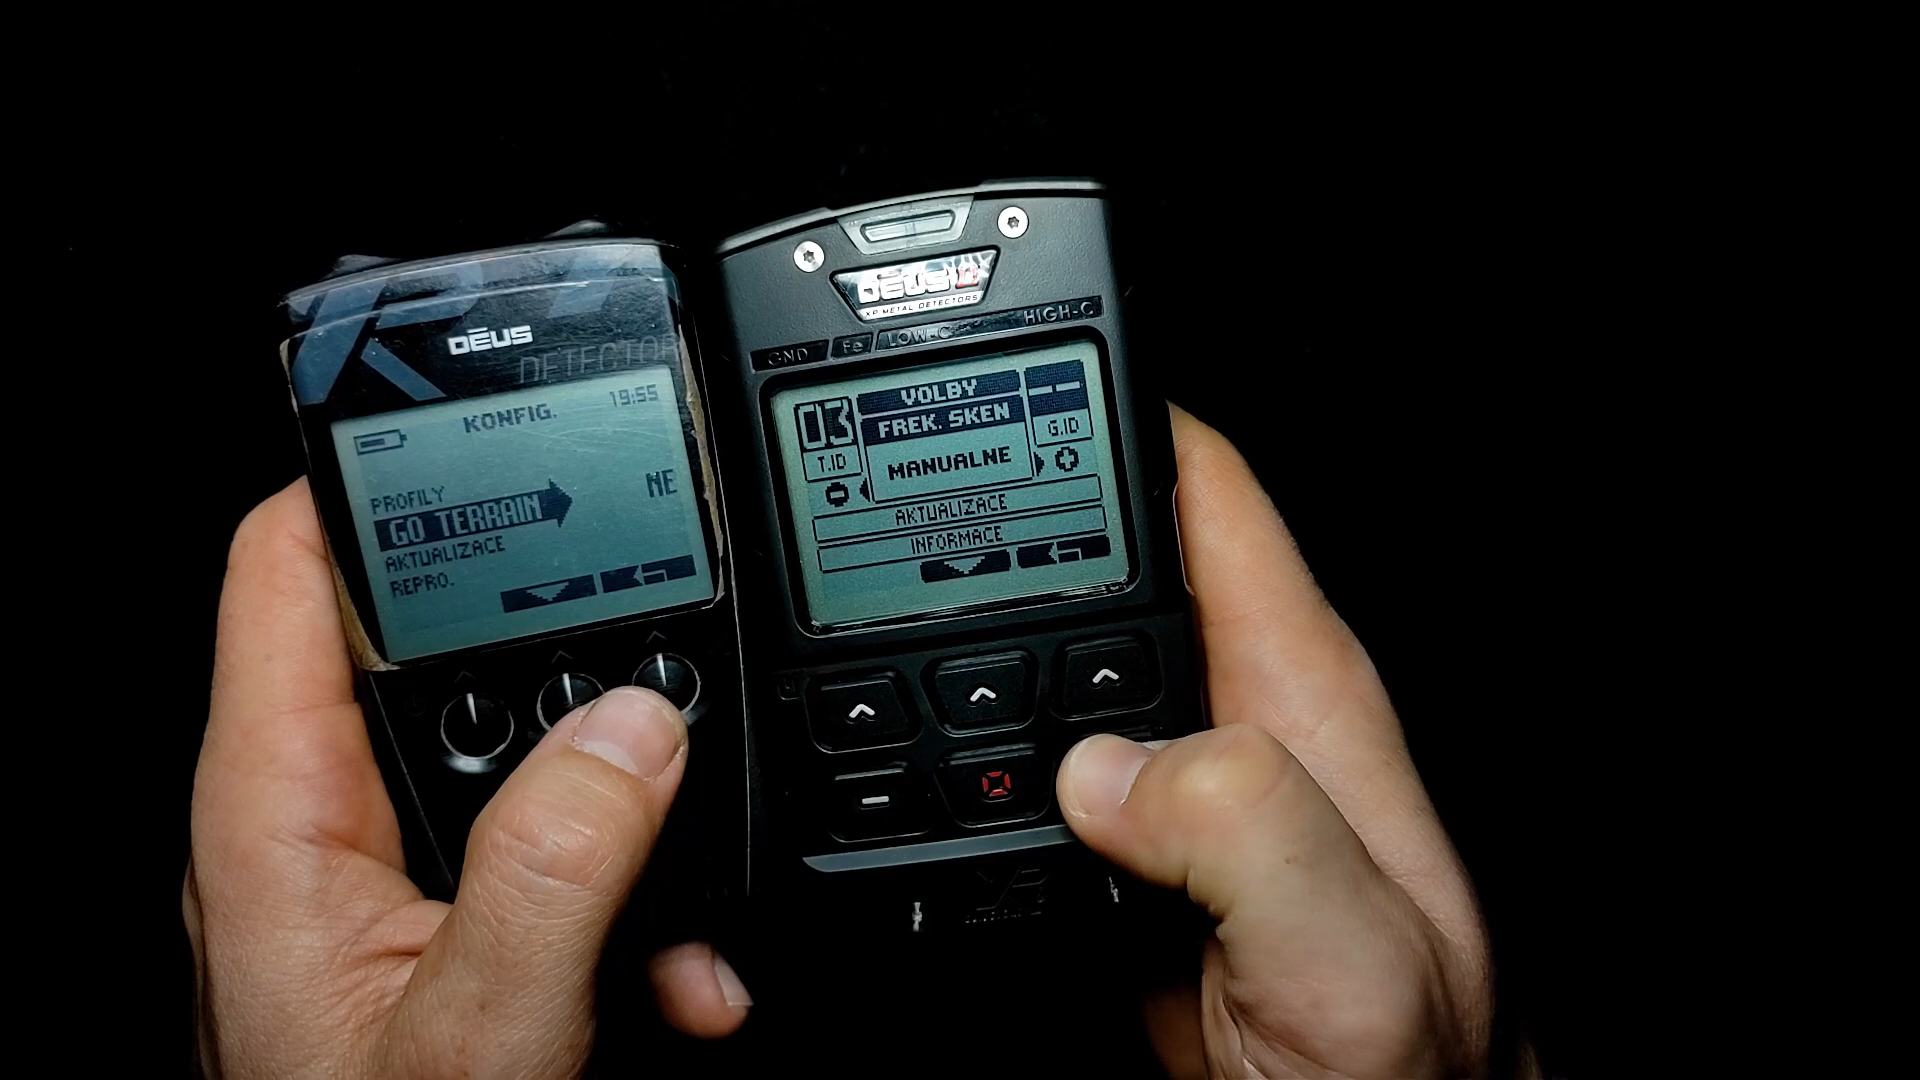 DEUS
DETECTOR
KONFIG.
19:55
PROFILY
NE
GO TERRAIN
AKTUALIZACE
REPRO.
DEUS II
XP METAL DETECTORS
GND Fe LOW-C HIGH-C
03
VOLBY
--
FREK. SKEN
T.ID
MANUALNE
G.ID
AKTUALIZACE
INFORMACE